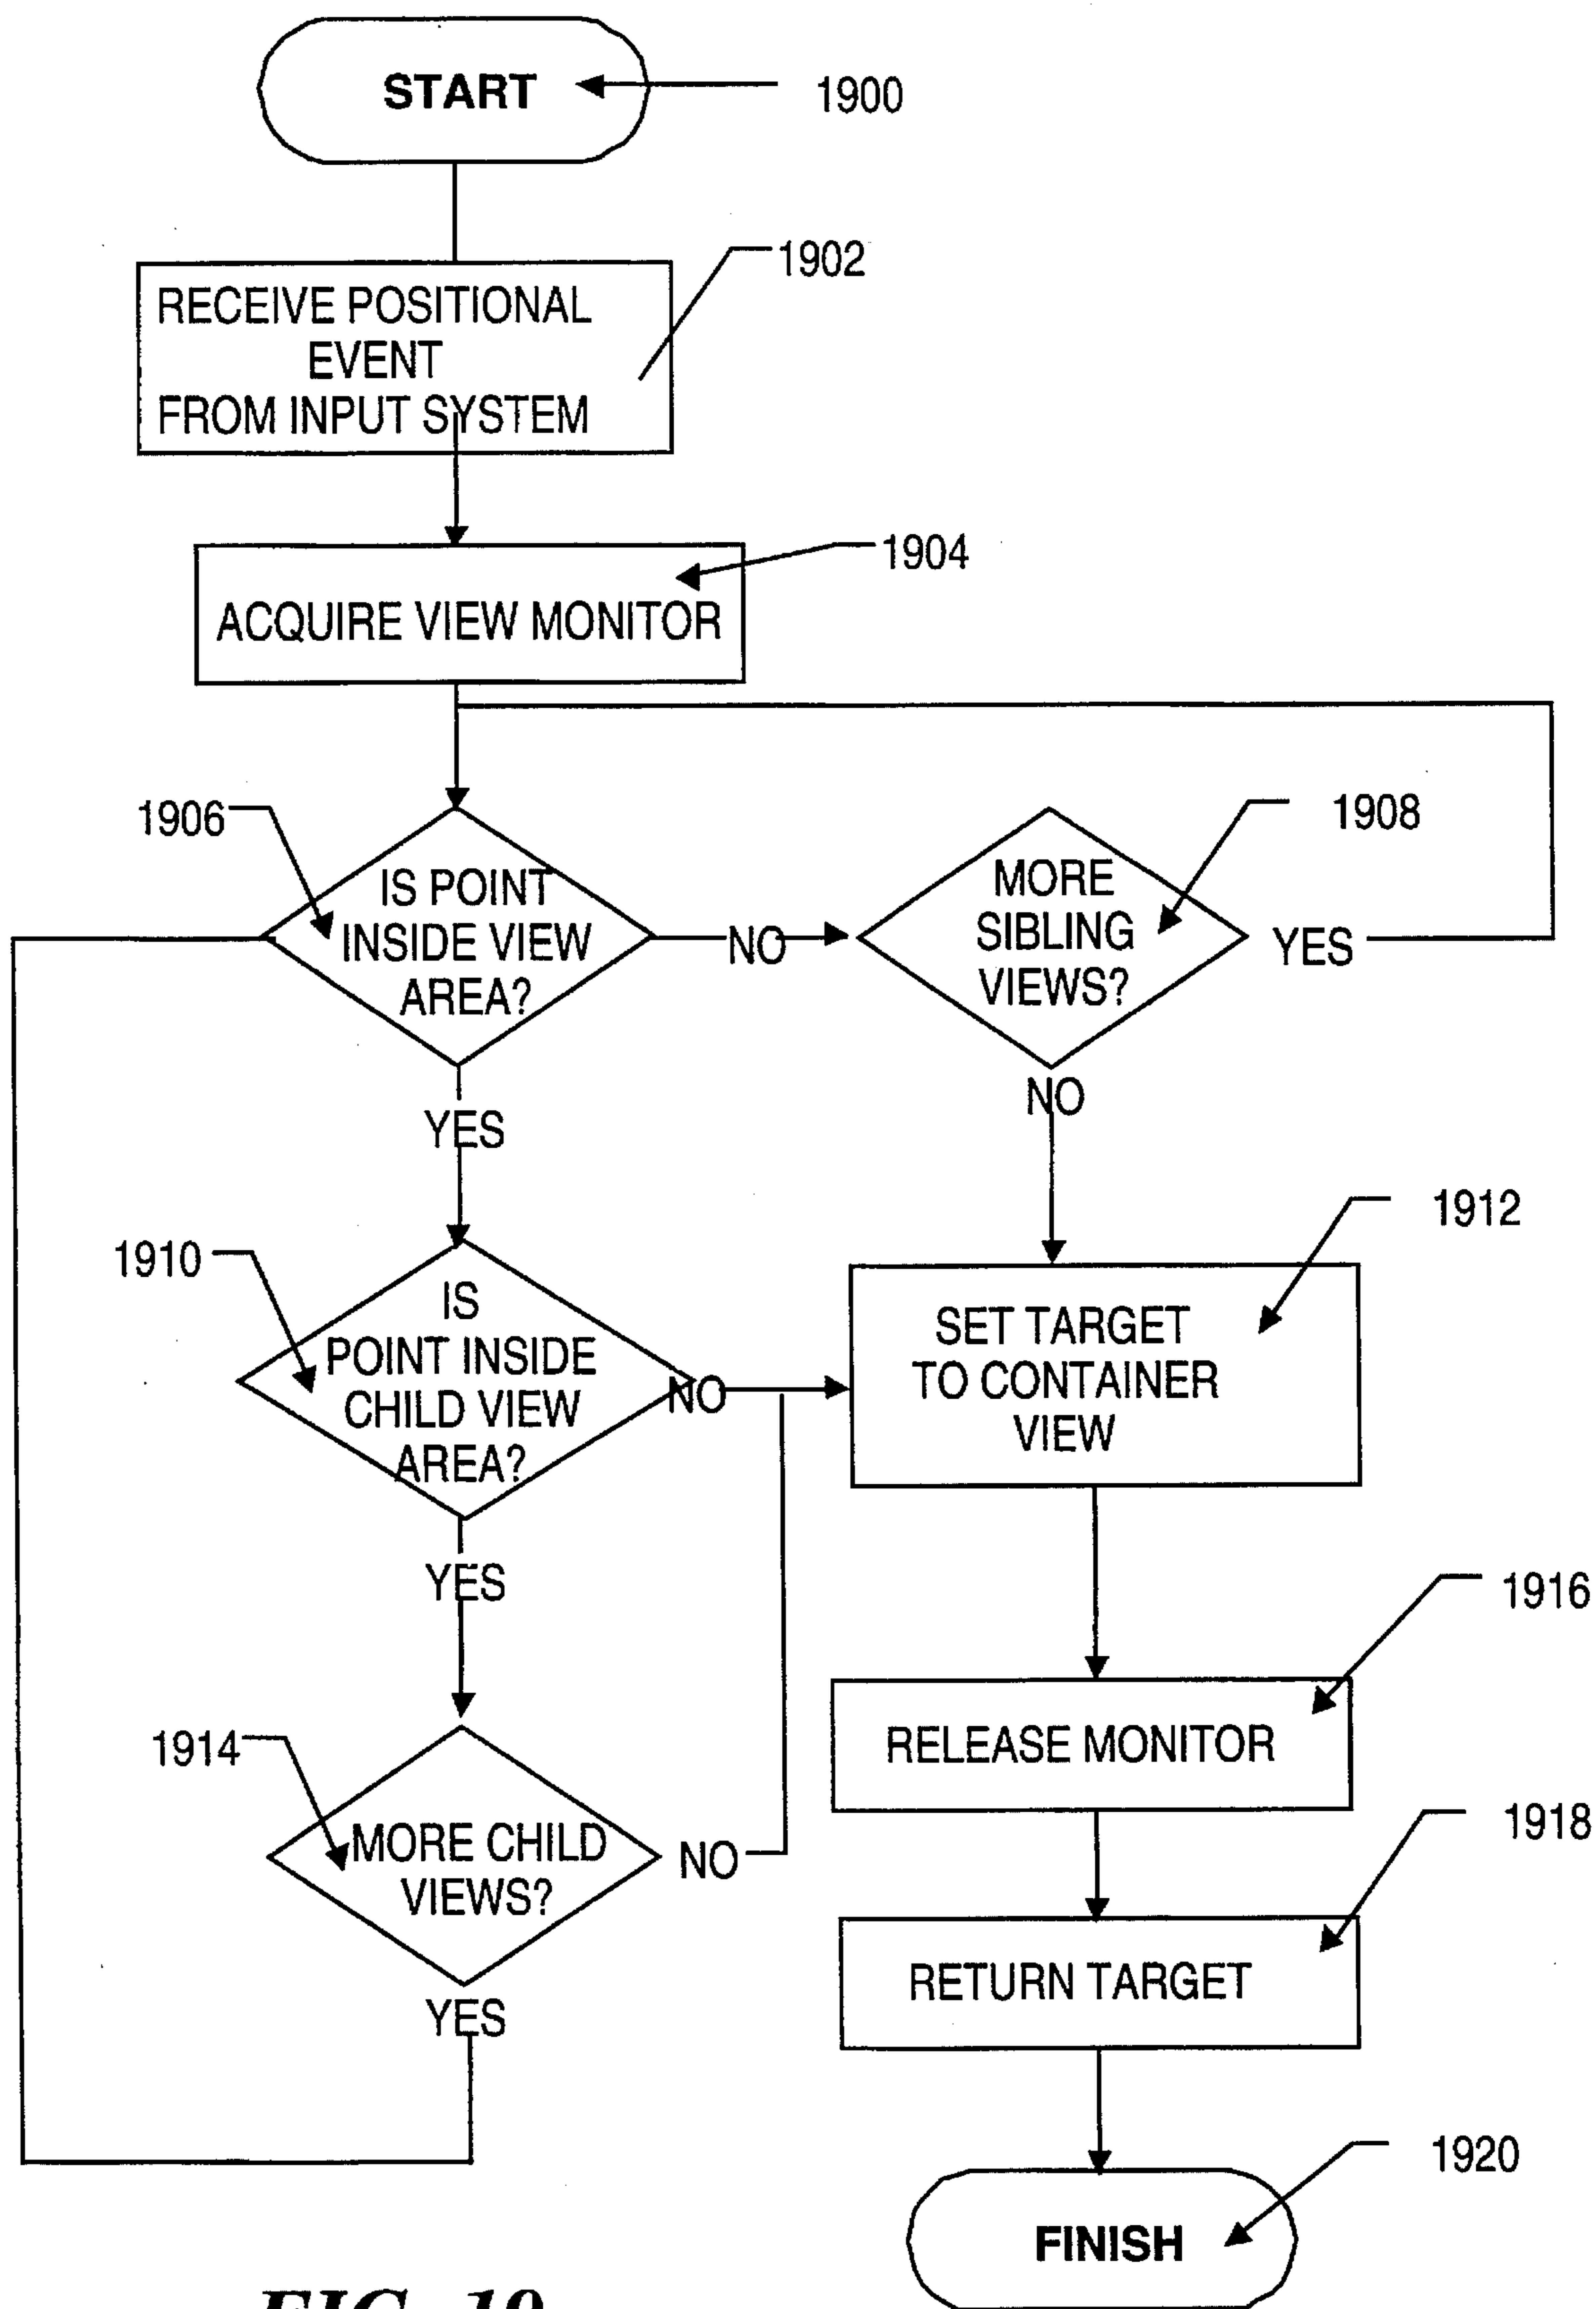 START
1900
1902
RECEIVE POSITIONAL
EVENT
FROM INPUT SYSTEM
1904
ACQUIRE VIEW MONITOR
1906
IS POINT
INSIDE VIEW
AREA?
NO
1908
MORE
SIBLING
VIEWS?
YES
YES
NO
1910
IS
POINT INSIDE
CHILD VIEW
AREA?
NO
1912
SET TARGET
TO CONTAINER
VIEW
YES
1916
RELEASE MONITOR
1914
MORE CHILD
VIEWS?
NO
1918
RETURN TARGET
YES
1920
FINISH
FIG. 19